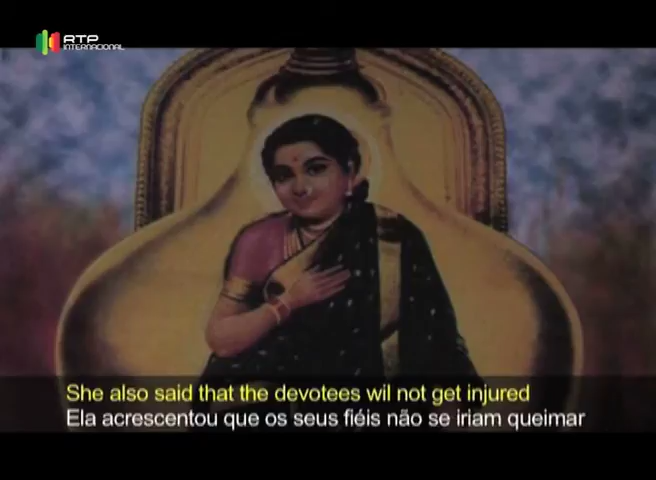 RTP
INTERNACIONAL
She also said that the devotees wil not get injured
Ela acrescentou que os seus fiéis não se iriam queimar